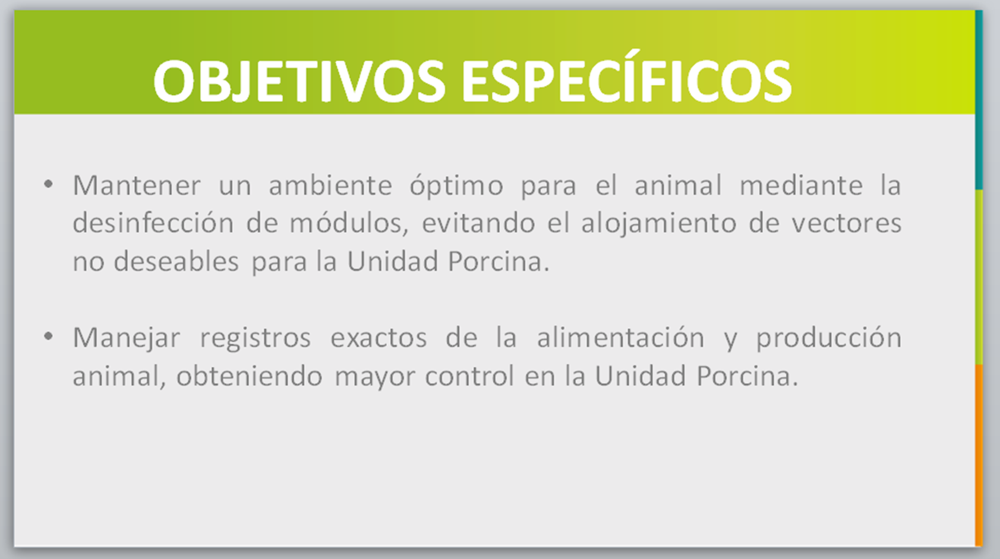 OBJETIVOS ESPECÍFICOS
• Mantener un ambiente óptimo para el animal mediante la
desinfección de módulos, evitando el alojamiento de vectores
no deseables para la Unidad Porcina.
• Manejar registros exactos de la alimentación y producción
animal, obteniendo mayor control en la Unidad Porcina.